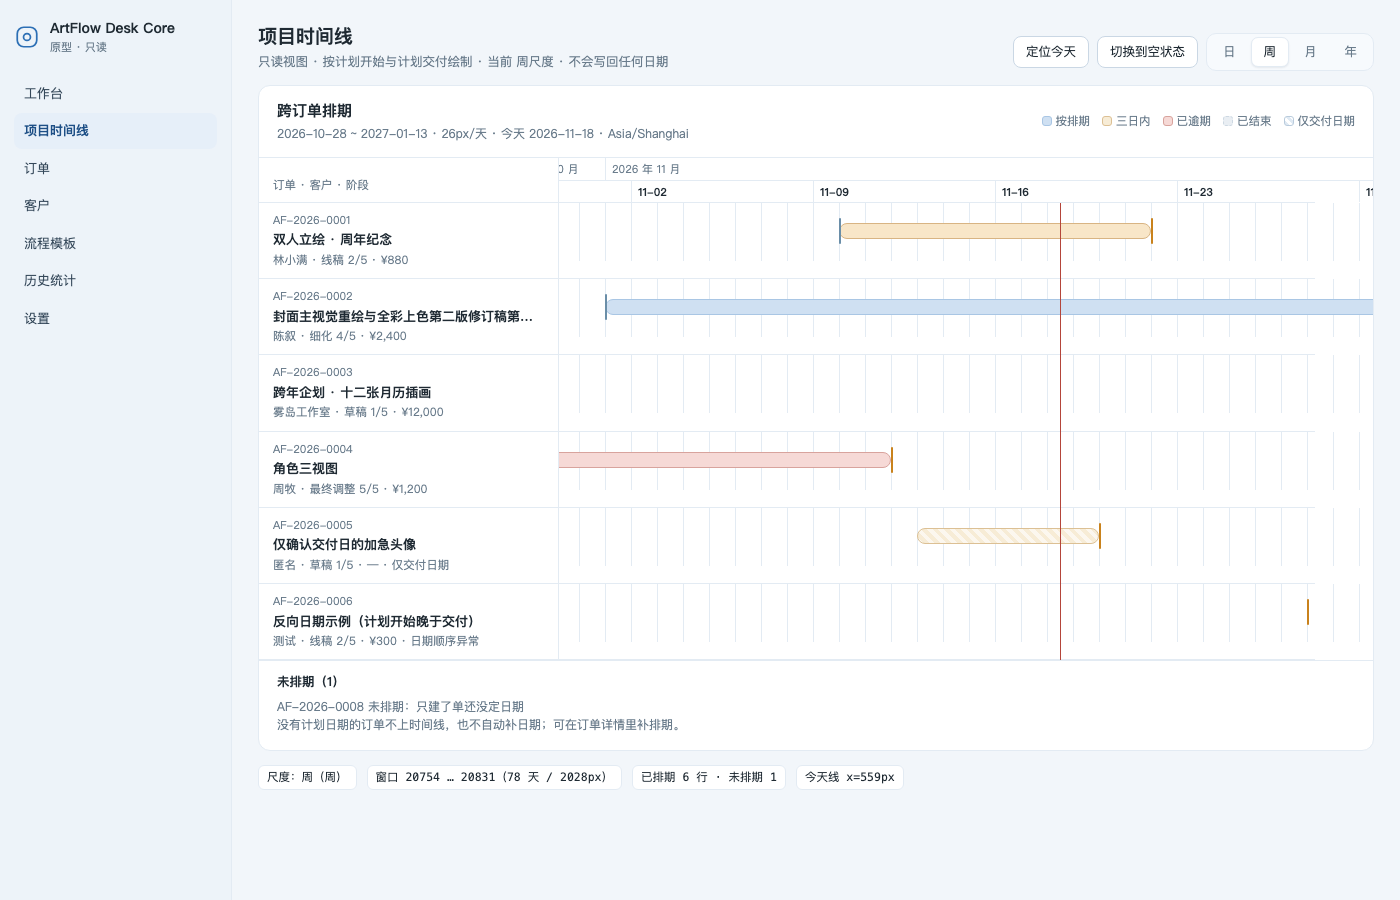 ArtFlow Desk Core
原型 · 只读
工作台
项目时间线
订单
客户
流程模板
历史统计
设置
项目时间线
只读视图 · 按计划开始与计划交付绘制 · 当前 周尺度 · 不会写回任何日期
定位今天
切换到空状态
日
周
月
年
跨订单排期
2026-10-28 ~ 2027-01-13 · 26px/天 · 今天 2026-11-18 · Asia/Shanghai
按排期
三日内
已逾期
已结束
仅交付日期
订单 · 客户 · 阶段
0 月
2026 年 11 月
11-02
11-09
11-16
11-23
AF-2026-0001
双人立绘 · 周年纪念
林小满 · 线稿 2/5 · ¥880
AF-2026-0002
封面主视觉重绘与全彩上色第二版修订稿第…
陈叙 · 细化 4/5 · ¥2,400
AF-2026-0003
跨年企划 · 十二张月历插画
雾岛工作室 · 草稿 1/5 · ¥12,000
AF-2026-0004
角色三视图
周牧 · 最终调整 5/5 · ¥1,200
AF-2026-0005
仅确认交付日的加急头像
匿名 · 草稿 1/5 · — · 仅交付日期
AF-2026-0006
反向日期示例（计划开始晚于交付）
测试 · 线稿 2/5 · ¥300 · 日期顺序异常
未排期（1）
AF-2026-0008 未排期：只建了单还没定日期
没有计划日期的订单不上时间线，也不自动补日期；可在订单详情里补排期。
尺度：周（周）
窗口 20754 … 20831（78 天 / 2028px）
已排期 6 行 · 未排期 1
今天线 x=559px